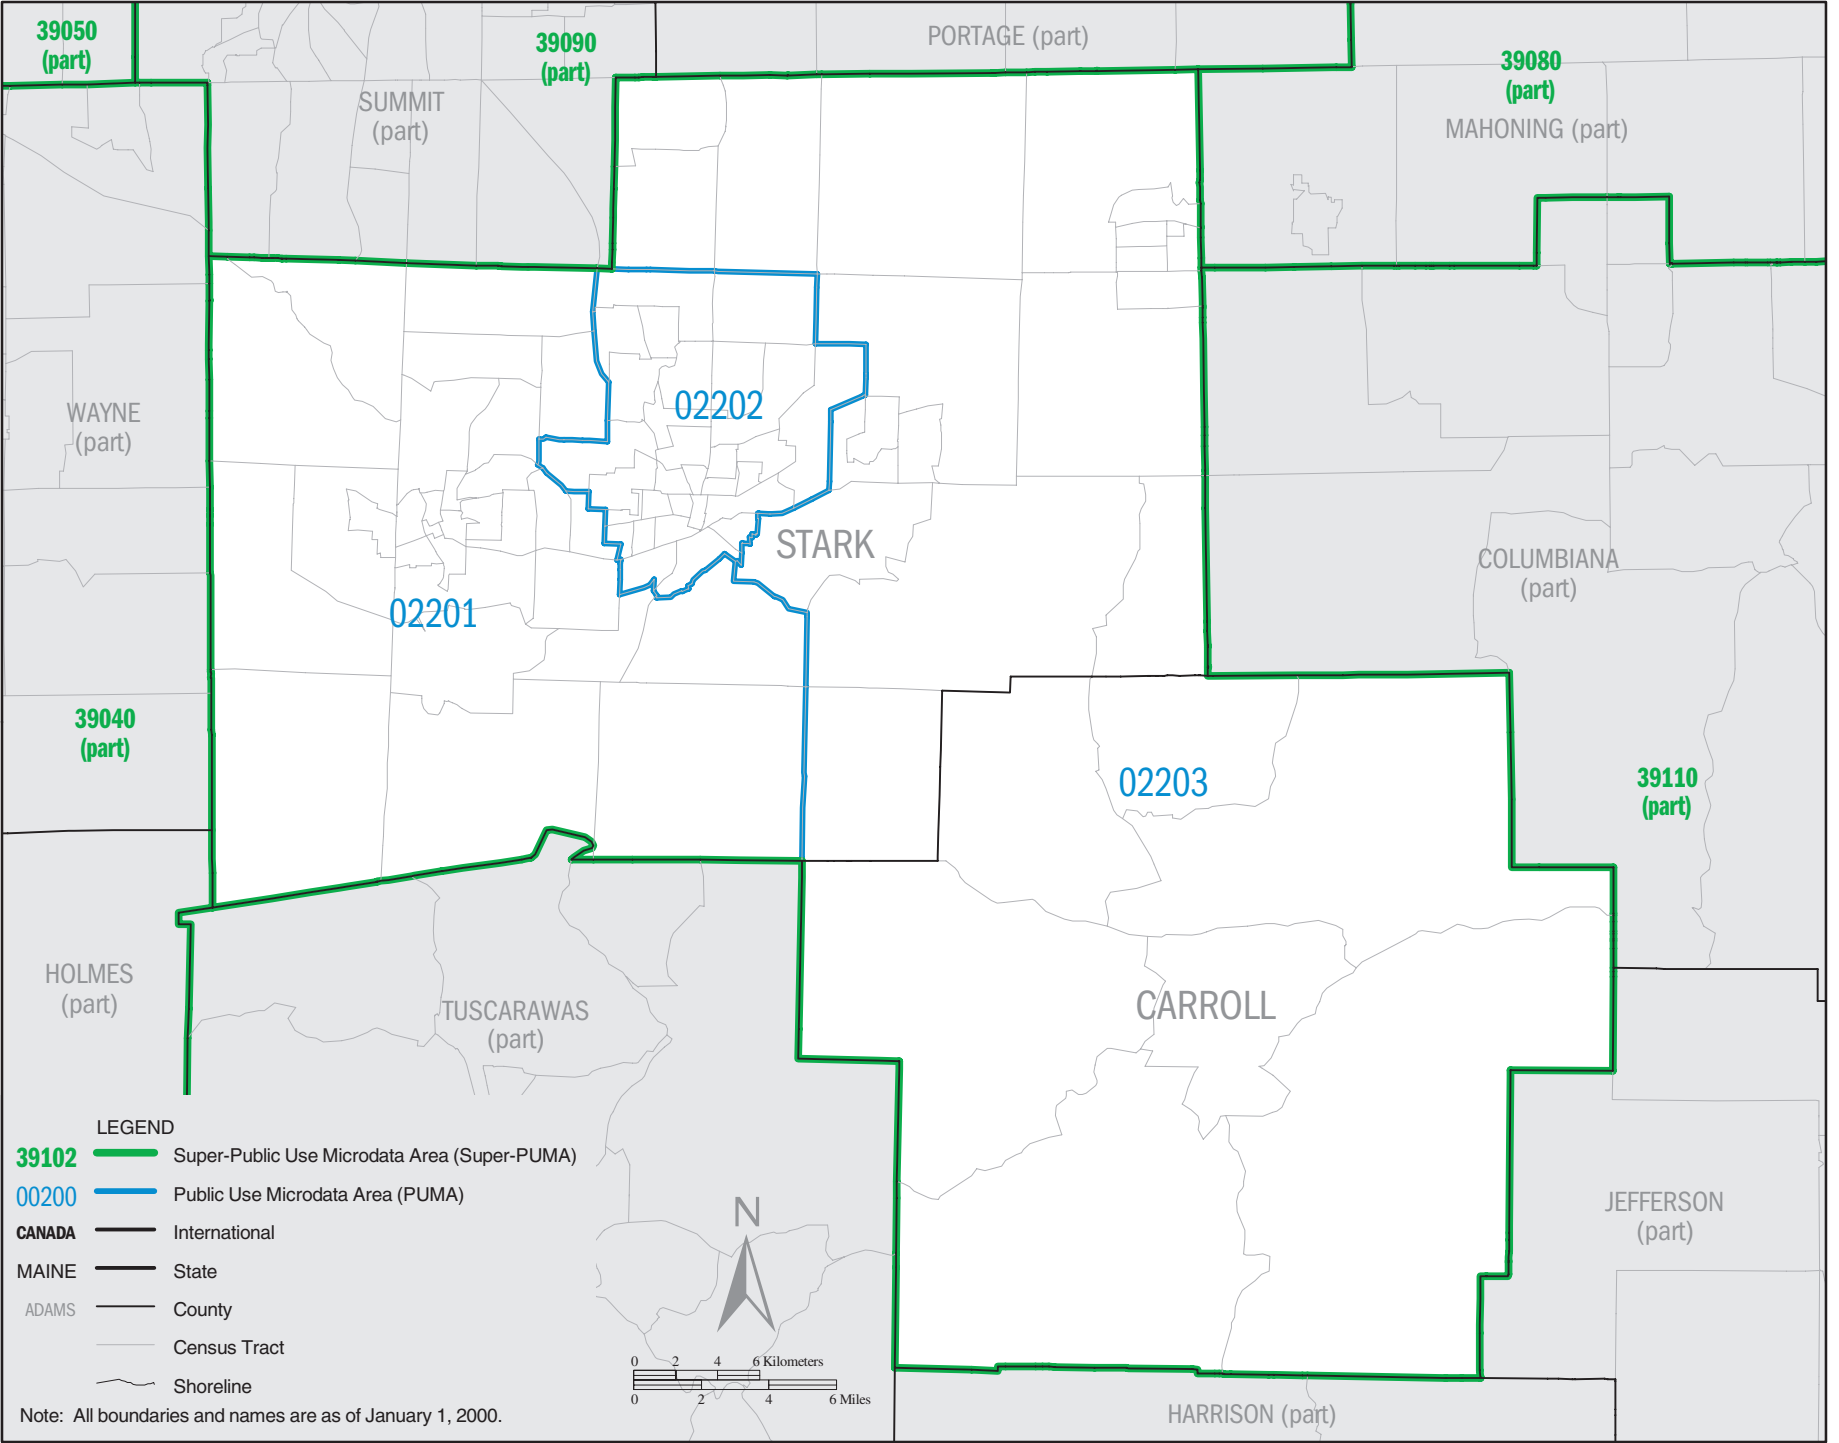 39050
(part)
39090
(part)
PORTAGE (part)
39080
(part)
SUMMIT
(part)
MAHONING (part)
WAYNE
(part)
02202
STARK
COLUMBIANA
(part)
02201
39040
(part)
02203
39110
(part)
HOLMES
(part)
TUSCARAWAS
(part)
CARROLL
JEFFERSON
(part)
HARRISON (part)
LEGEND
39102 Super-Public Use Microdata Area (Super-PUMA)
00200 Public Use Microdata Area (PUMA)
CANADA International
MAINE State
ADAMS County
Census Tract
Shoreline
Note: All boundaries and names are as of January 1, 2000.
N
0 2 4 6 Kilometers
0 2 4 6 Miles